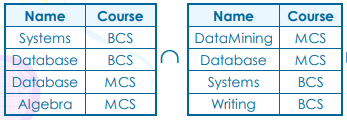 Name Course Name Course
Systems BCS DataMining MCS
Database BCS ∩ Database MCS
Database MCS Systems BCS
Algebra MCS Writing BCS